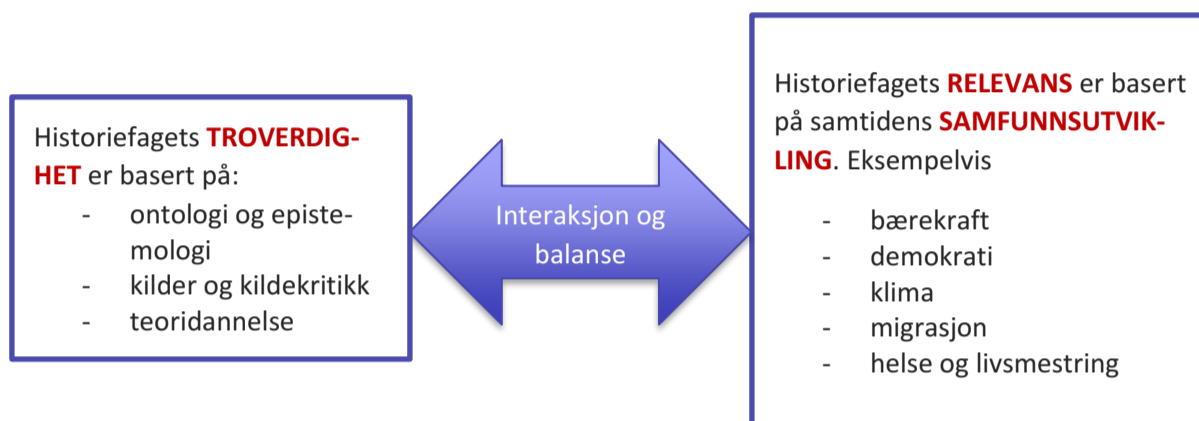 Historiefagets TROVERDIG-
HET er basert på:
- ontologi og episte-
mologi
- kilder og kildekritikk
- teoridannelse
Interaksjon og
balanse
Historiefagets RELEVANS er basert
på samtidens SAMFUNNSUTVIK-
LING. Eksempelvis
- bærekraft
- demokrati
- klima
- migrasjon
- helse og livsmestring